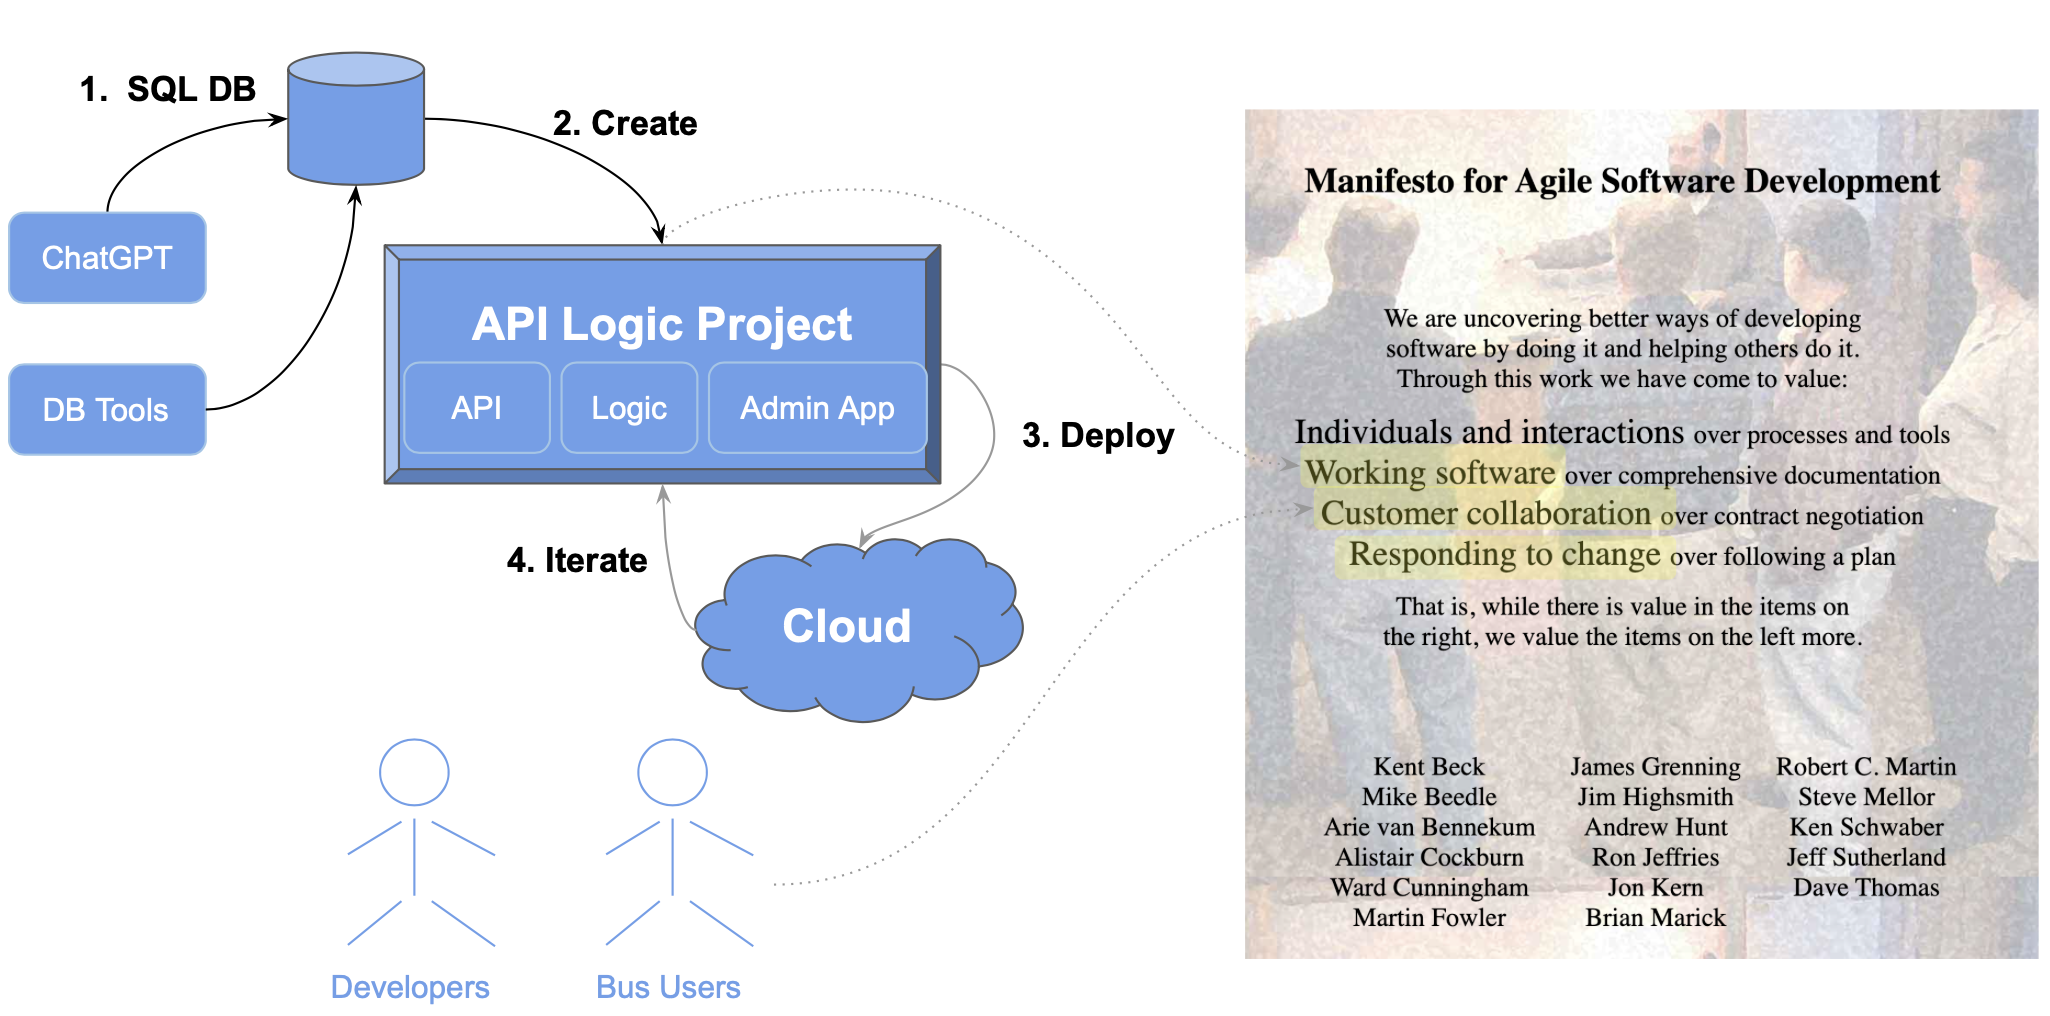 1. SQL DB
2. Create
ChatGPT
DB Tools
API Logic Project
API
Logic
Admin App
3. Deploy
4. Iterate
Cloud
Developers
Bus Users
Manifesto for Agile Software Development
We are uncovering better ways of developing
software by doing it and helping others do it.
Through this work we have come to value:
Individuals and interactions over processes and tools
Working software over comprehensive documentation
Customer collaboration over contract negotiation
Responding to change over following a plan
That is, while there is value in the items on
the right, we value the items on the left more.
Kent Beck
Mike Beedle
Arie van Bennekum
Alistair Cockburn
Ward Cunningham
Martin Fowler
James Grenning
Jim Highsmith
Andrew Hunt
Ron Jeffries
Jon Kern
Brian Marick
Robert C. Martin
Steve Mellor
Ken Schwaber
Jeff Sutherland
Dave Thomas